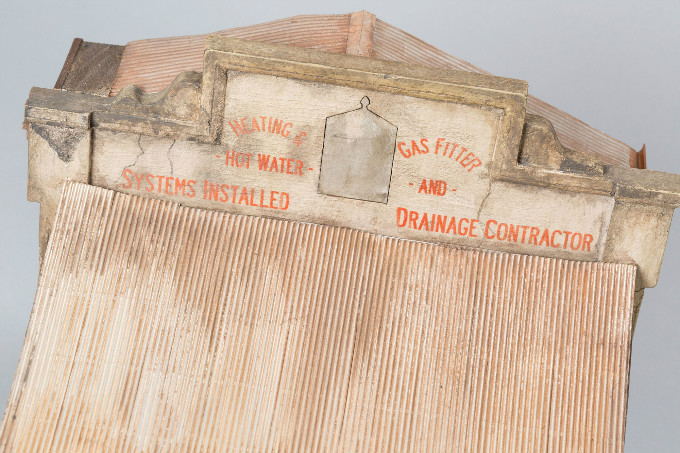 HEATING &
- HOT WATER -
SYSTEMS INSTALLED
GAS FITTER
- AND -
DRAINAGE CONTRACTOR